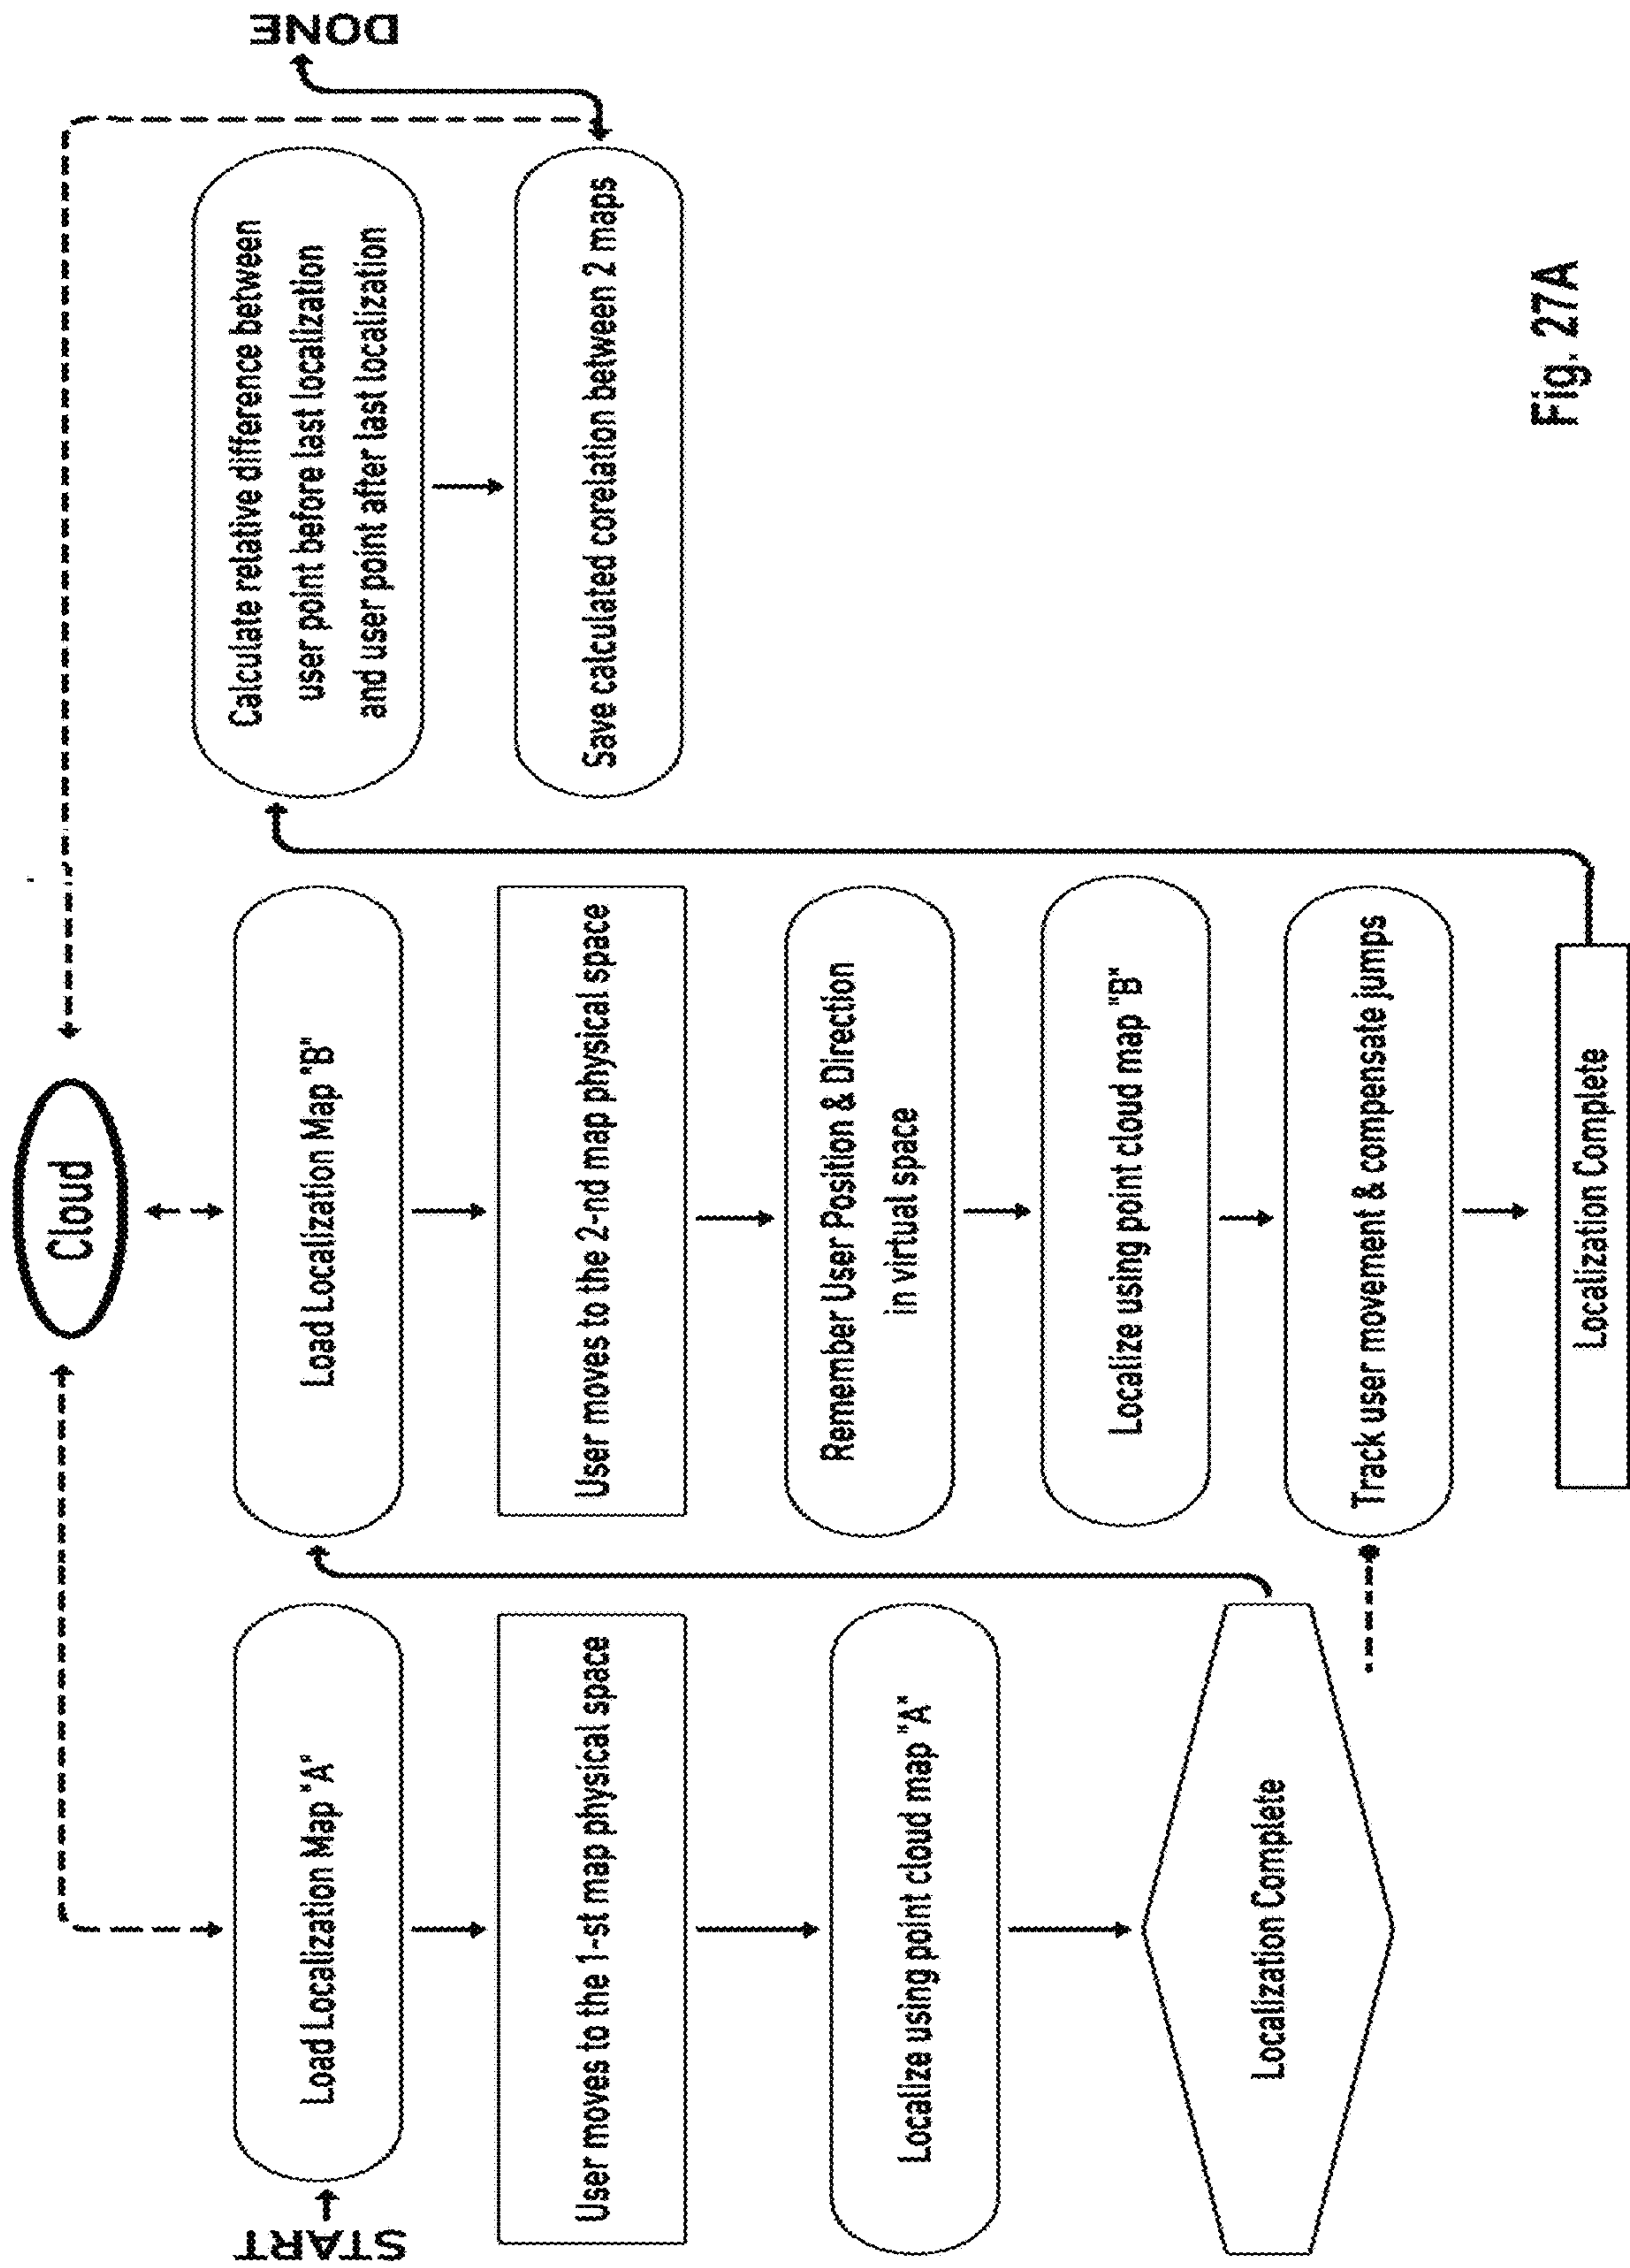 Cloud
START
Load Localization Map "A"
User moves to the 1-st map physical space
Localize using point cloud map "A"
Localization Complete
Load Localization Map "B"
User moves to the 2-nd map physical space
Remember User Position & Direction
in virtual space
Localize using point cloud map "B"
Track user movement & compensate jumps
Localization Complete
Calculate relative difference between
user point before last localization
and user point after last localization
Save calculated corelation between 2 maps
DONE
Fig. 27A